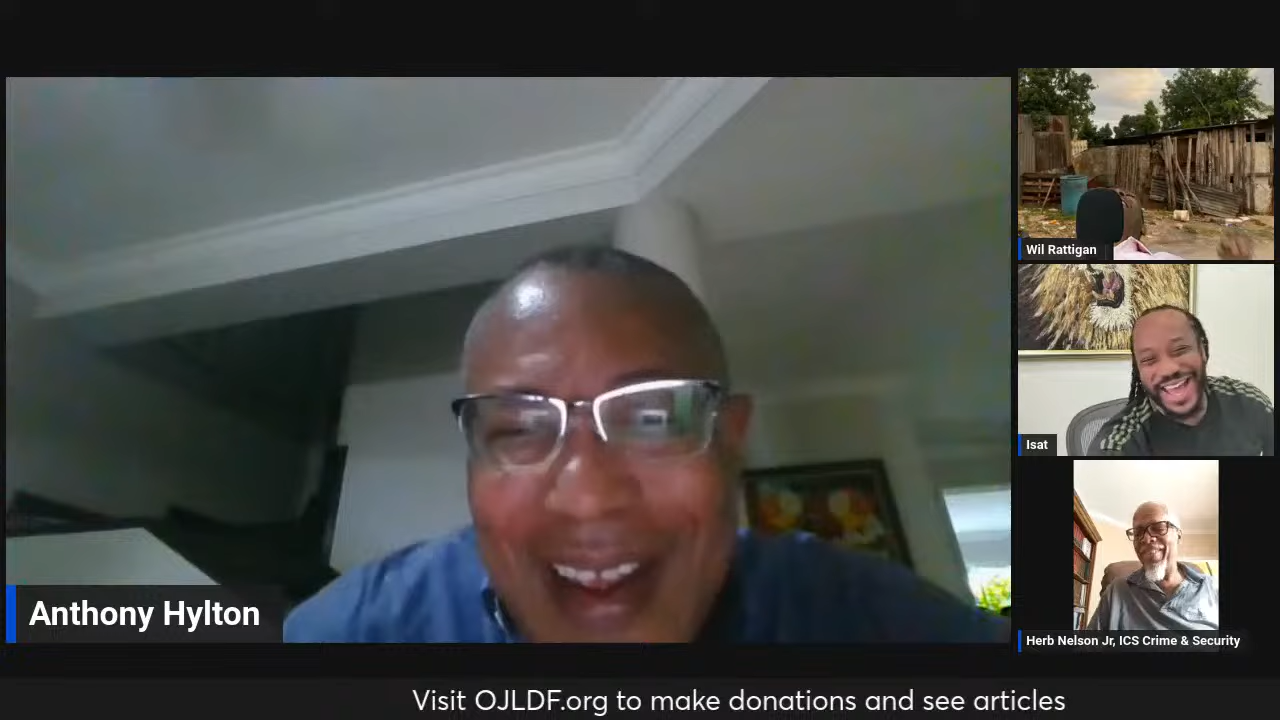 Anthony Hylton
Wil Rattigan
Isat
Herb Nelson Jr, ICS Crime & Security
Visit OJLDF.org to make donations and see articles